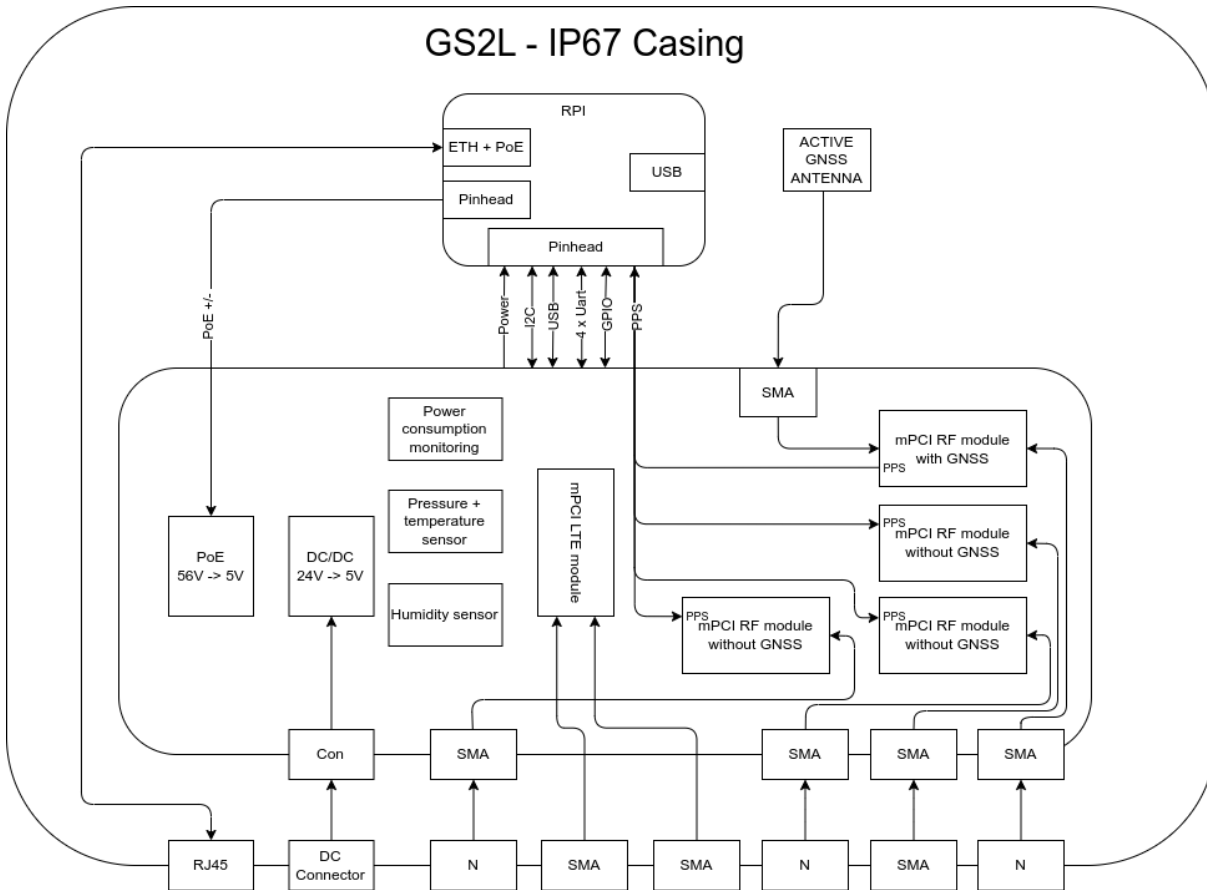 GS2L - IP67 Casing
RPI
ETH + PoE
Pinhead
USB
Pinhead
ACTIVE
GNSS
ANTENNA
PoE +/-
Power
I2C
USB
4 x Uart
GPIO
PPS
SMA
Power
consumption
monitoring
mPCI RF module
with GNSS
PPS
Pressure +
temperature
sensor
mPCI LTE module
PPS
mPCI RF module
without GNSS
PoE
56V -> 5V
DC/DC
24V -> 5V
Humidity sensor
PPS
mPCI RF module
without GNSS
PPS
mPCI RF module
without GNSS
Con
SMA
SMA
SMA
SMA
RJ45
DC
Connector
N
SMA
SMA
N
SMA
N